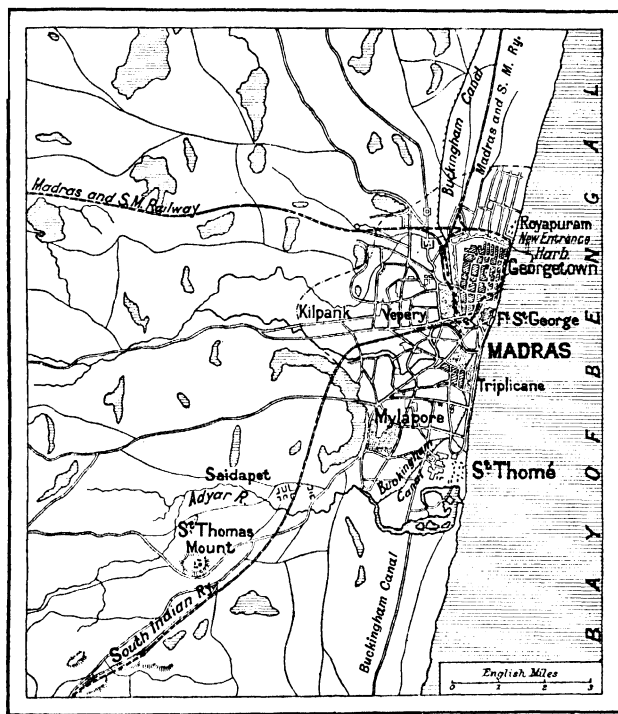 Buckingham Canal
Madras and S. M. Ry.
Madras and S.M. Railway
Royapuram
New Entrance
Harb.
Georgetown
Kilpank
Vepery
Ft. St. George
MADRAS
Triplicane
Mylapore
Buckingham
Canal
St. Thomé
Saidapet
Adyar R.
St. Thomas
Mount
South Indian Ry.
Buckingham Canal
BAY OF BENGAL
English Miles
0 1 2 3